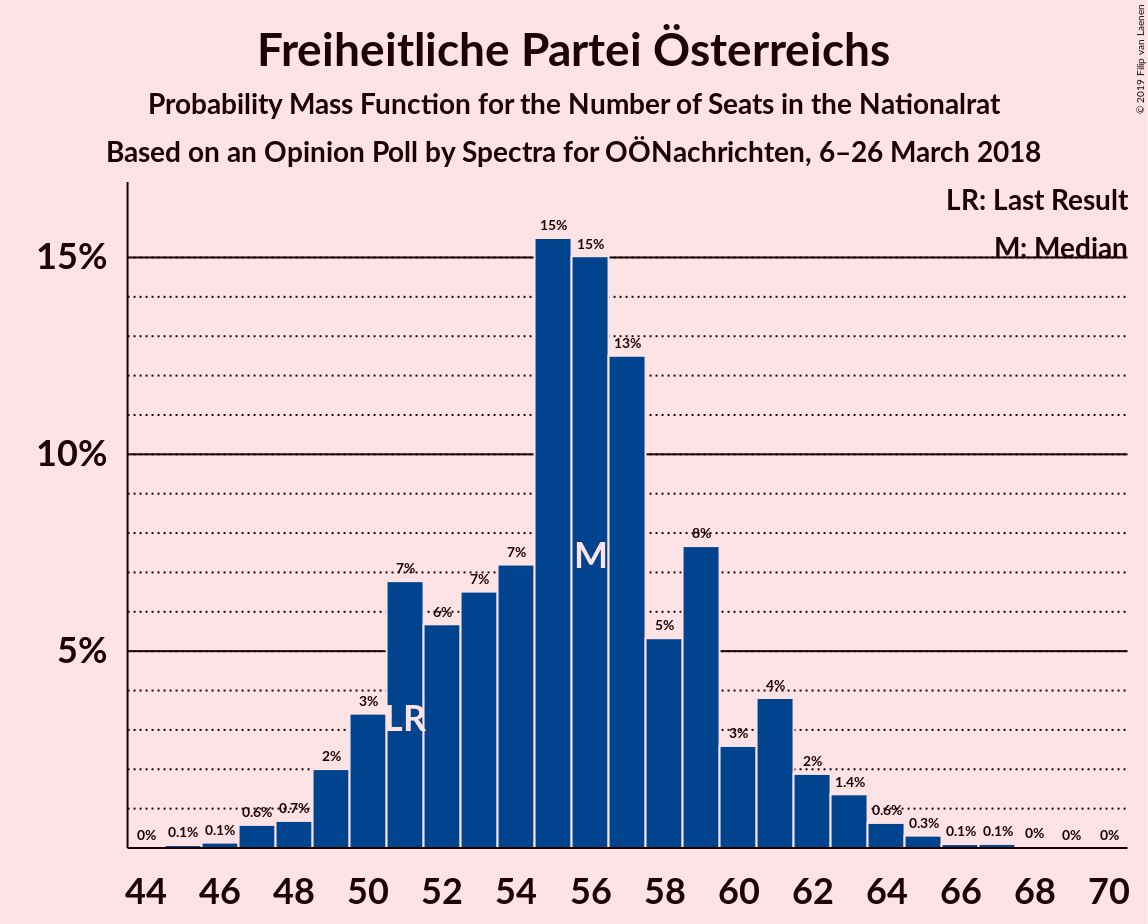 Freiheitliche Partei Österreichs
Probability Mass Function for the Number of Seats in the Nationalrat
Based on an Opinion Poll by Spectra for OÖNachrichten, 6–26 March 2018
© 2019 Filip van Laenen
LR: Last Result
M: Median
15%
10%
5%
0% 0.1% 0.1% 0.6% 0.7% 2% 3% 7% 6% 7% 7% 15% 15% 13% 5% 8% 3% 4% 2% 1.4% 0.6% 0.3% 0.1% 0.1% 0% 0% 0%
LR
M
44 46 48 50 52 54 56 58 60 62 64 66 68 70